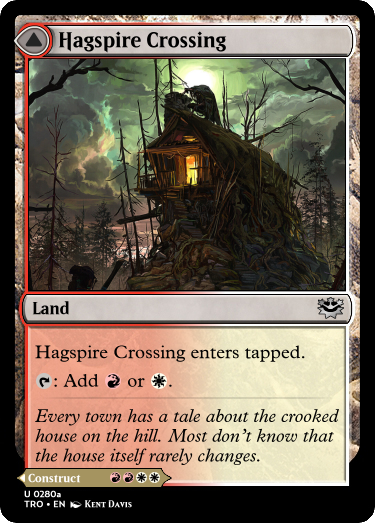 Hagspire Crossing
Land
Hagspire Crossing enters tapped.
: Add or .
Every town has a tale about the crooked
house on the hill. Most don't know that
the house itself rarely changes.
Construct
U 0280a
TRO • EN Kent Davis